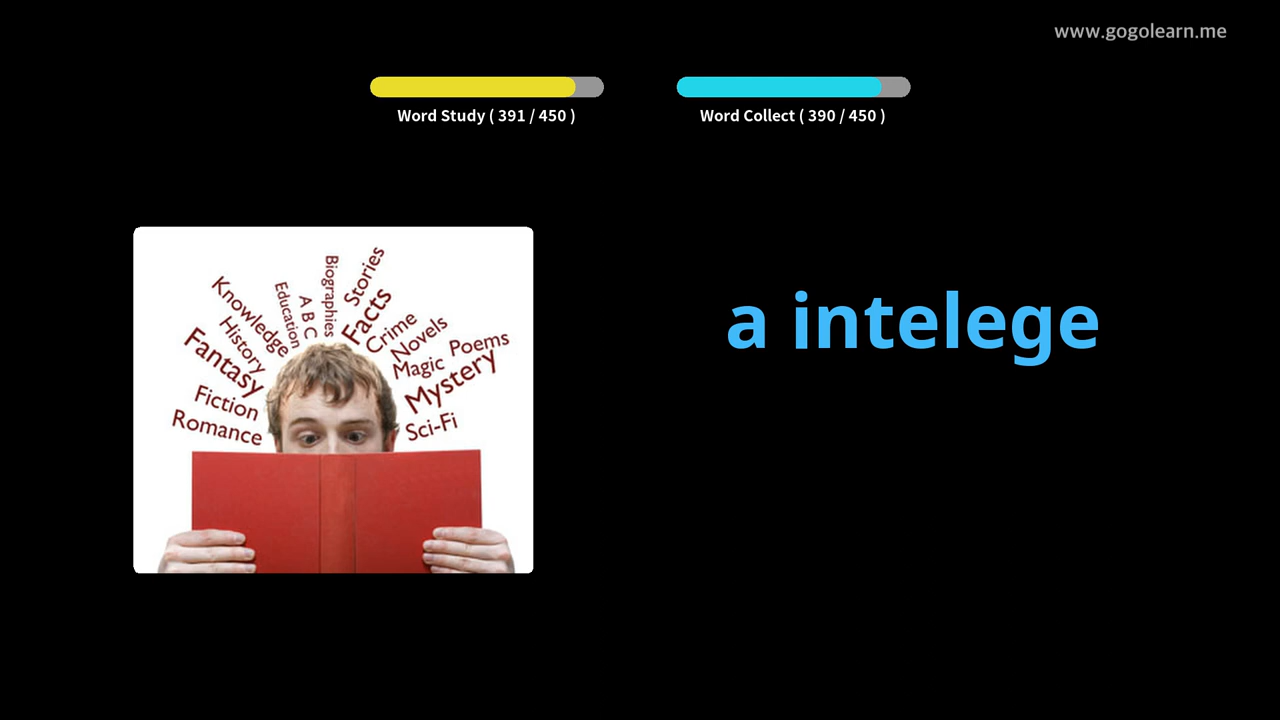 www.gogolearn.me
Word Study ( 391 / 450 )
Word Collect ( 390 / 450 )
a intelege
Romance
Fiction
Fantasy
History
Knowledge
Education
A B C
Biographies
Stories
Facts
Crime
Novels
Magic
Poems
Mystery
Sci-Fi